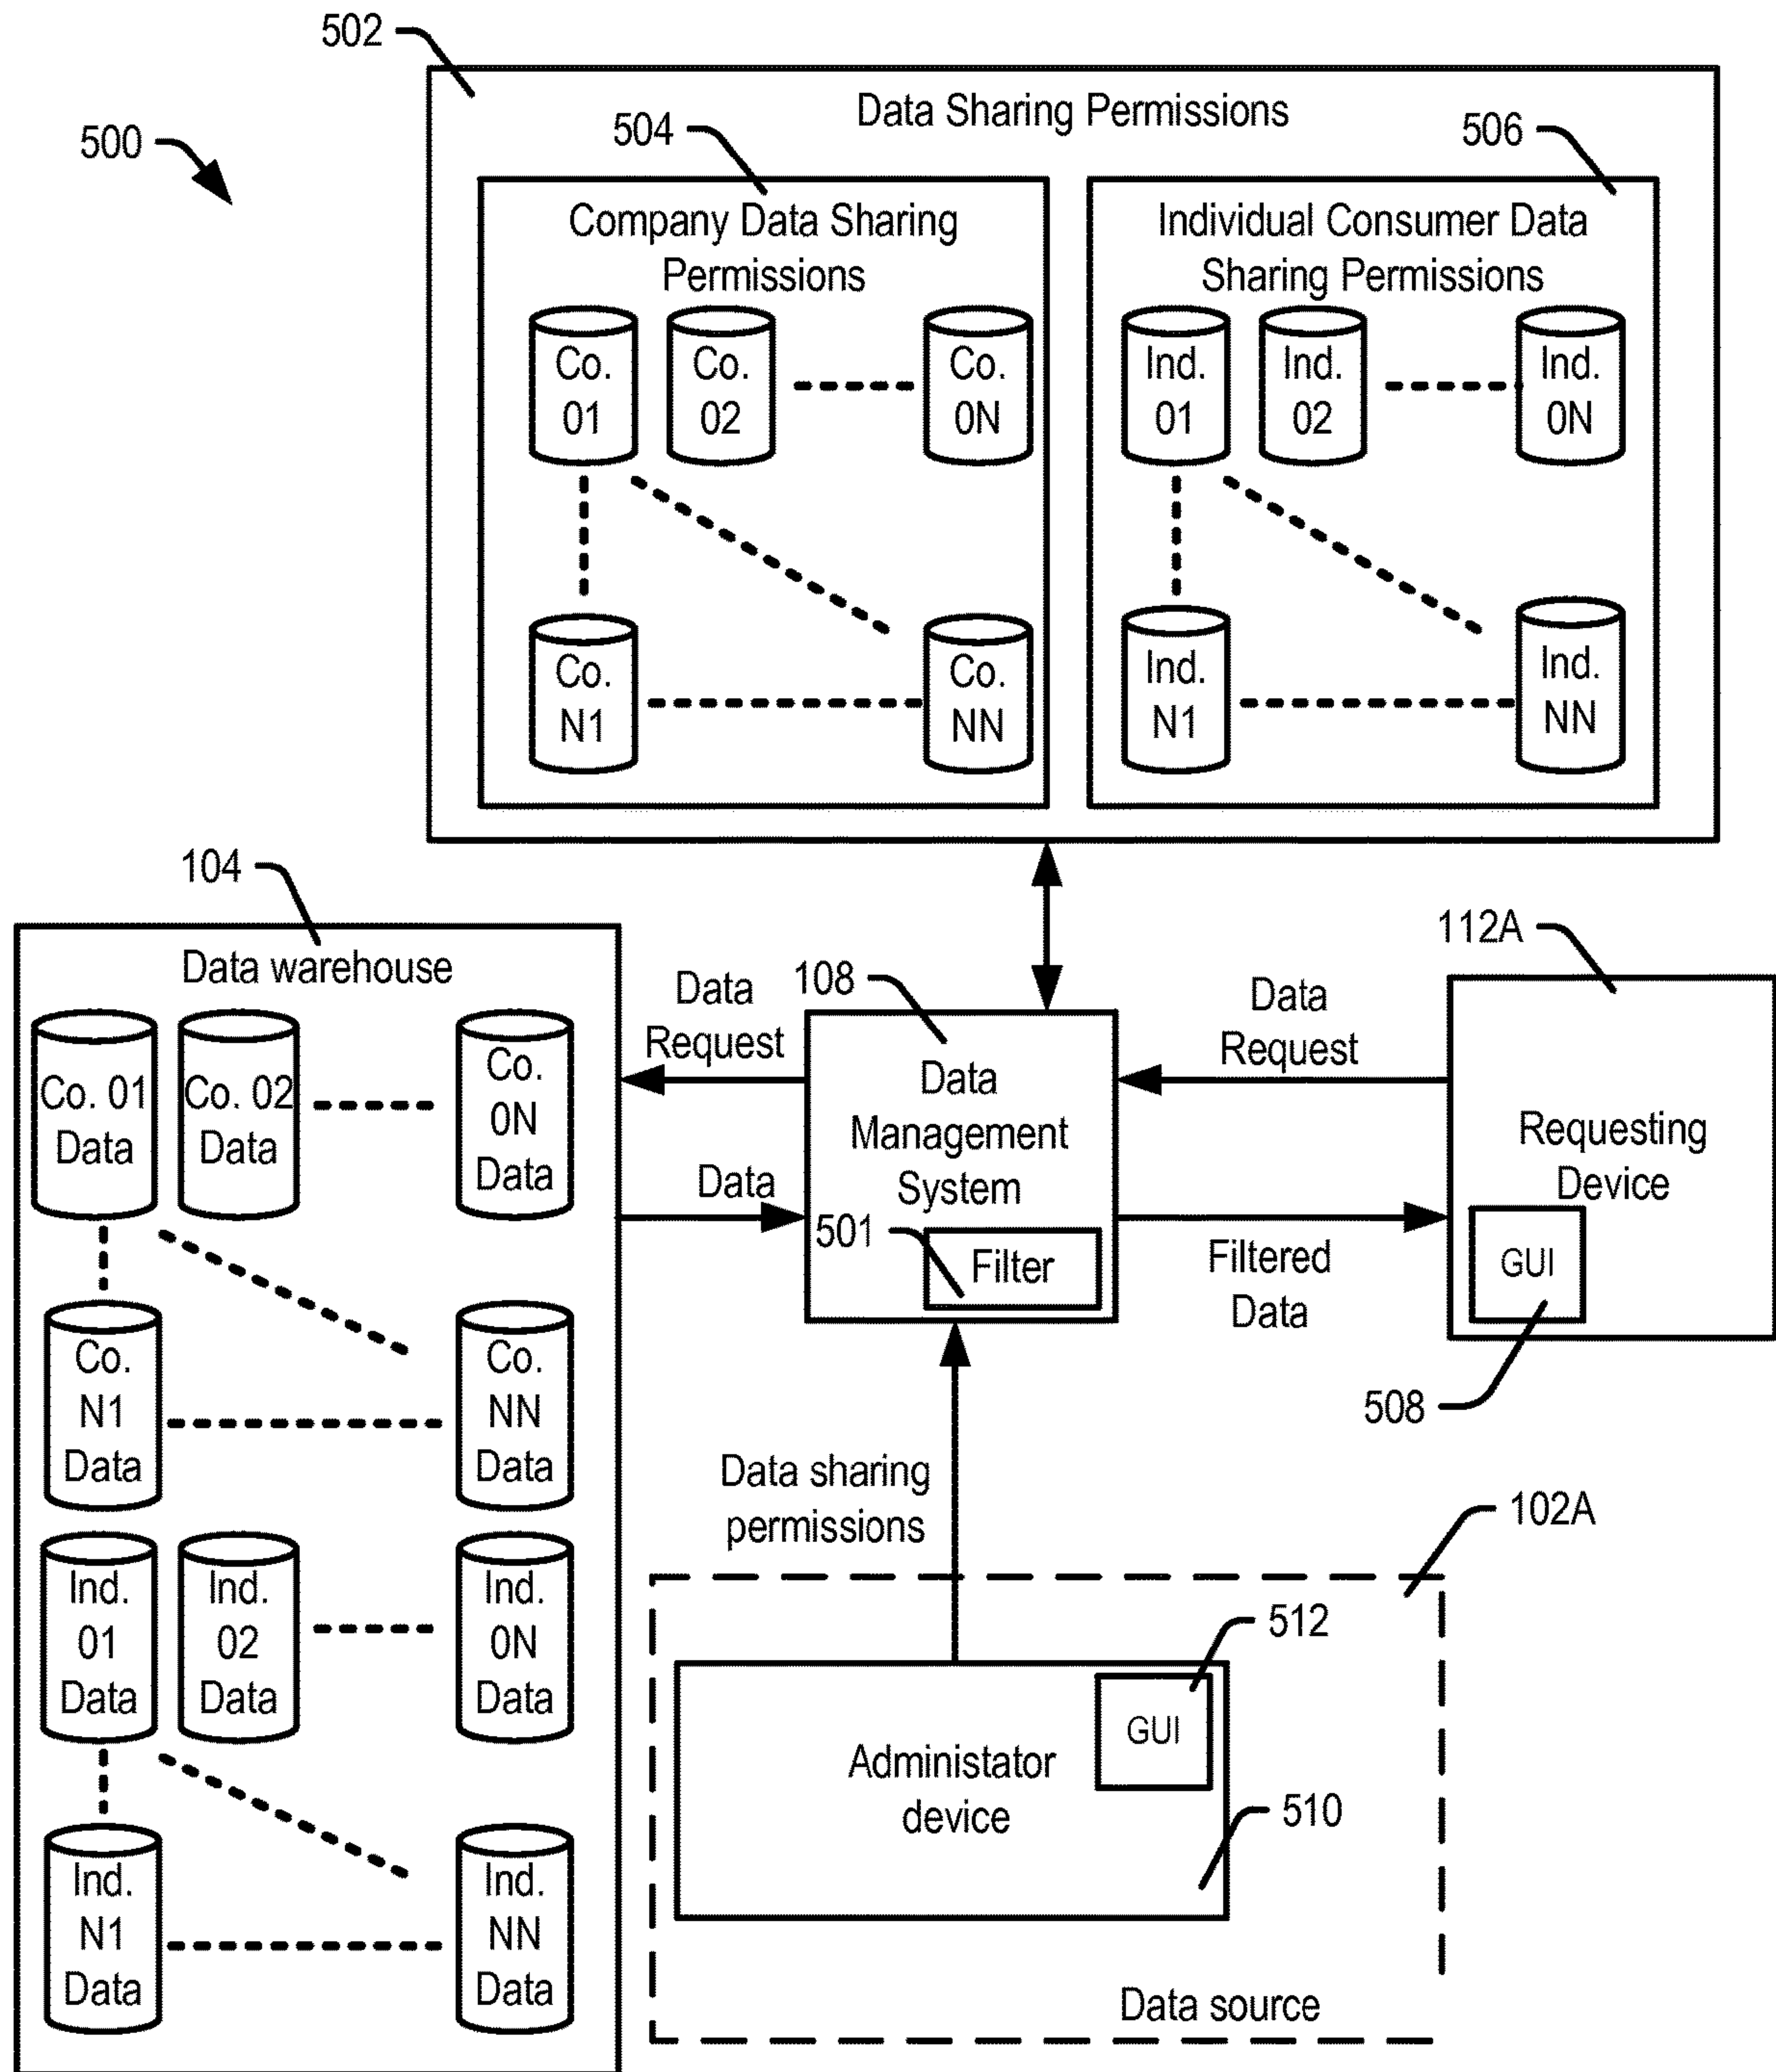 502
Data Sharing Permissions
500
504
506
Company Data Sharing
Permissions
Individual Consumer Data
Sharing Permissions
Co.
01
Co.
02
Co.
0N
Ind.
01
Ind.
02
Ind.
0N
Co.
N1
Co.
NN
Ind.
N1
Ind.
NN
104
Data warehouse
Co. 01
Data
Co. 02
Data
Co.
0N
Data
Co.
N1
Data
Co.
NN
Data
Ind.
01
Data
Ind.
02
Data
Ind.
0N
Data
Ind.
N1
Data
Ind.
NN
Data
Data
Request
Data
108
Data
Management
System
501
Filter
Data
Request
Filtered
Data
112A
Requesting
Device
GUI
508
Data sharing
permissions
102A
512
GUI
Administator
device
510
Data source